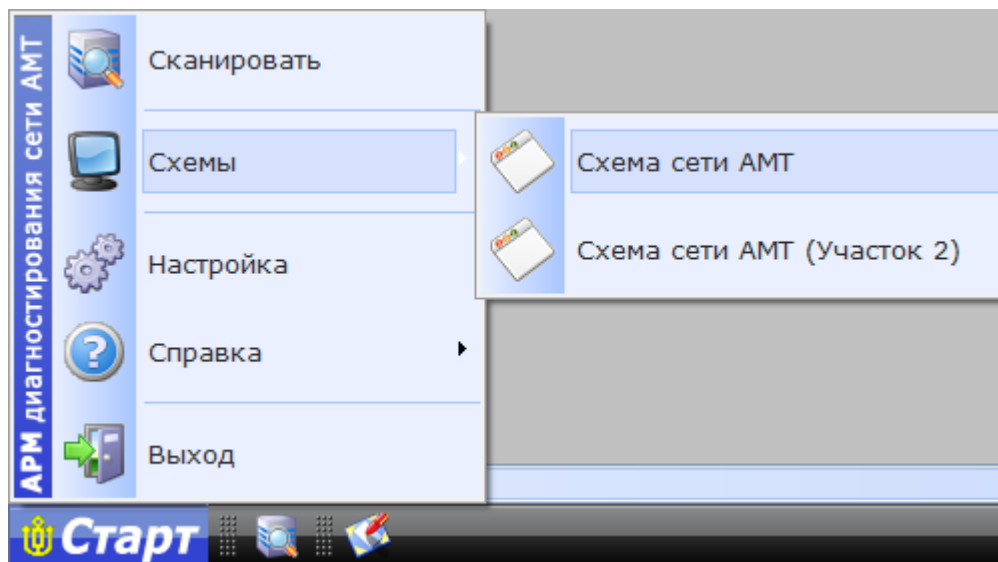 АРМ диагностирования сети АМТ
Сканировать
Схемы
Настройка
Справка
Выход
Схема сети АМТ
Схема сети АМТ (Участок 2)
Старт